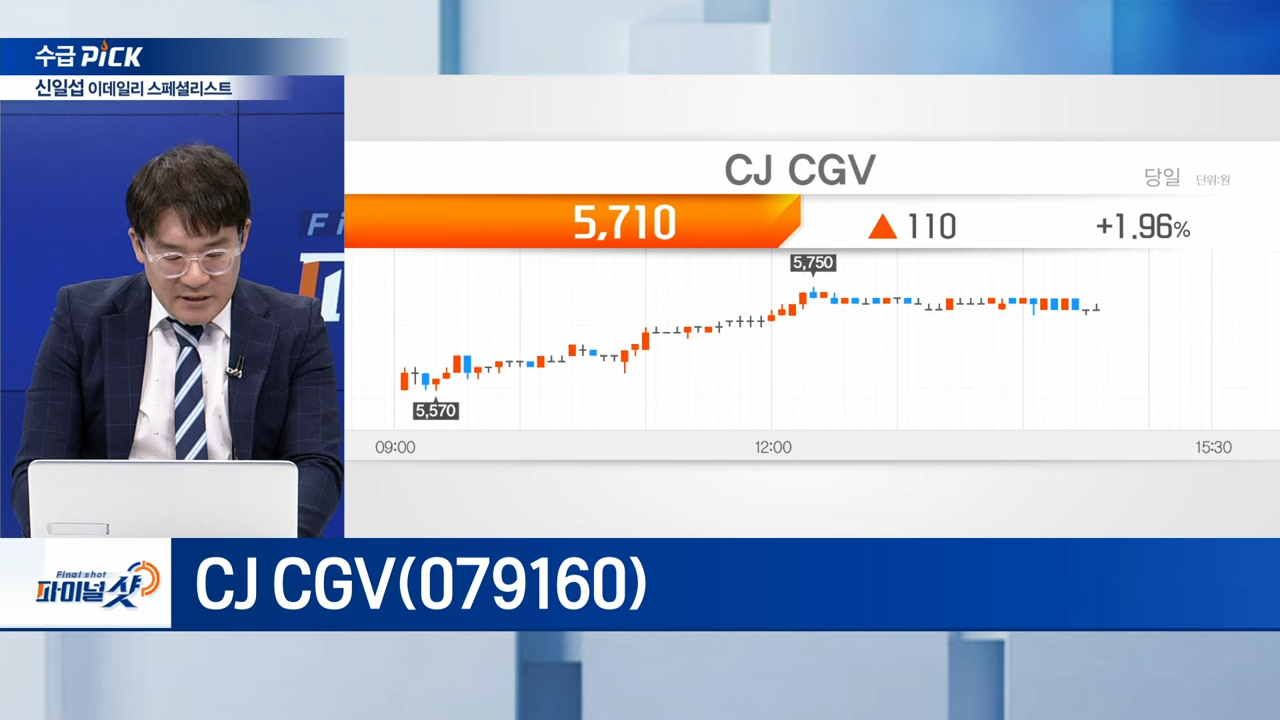 수급 PiCK
신일섭 이데일리 스페셜리스트
Fi
CJ CGV
당일 단위:원
5,710 ▲ 110 +1.96%
5,750
5,570
09:00 12:00 15:30
Final shot
파이널샷
CJ CGV(079160)